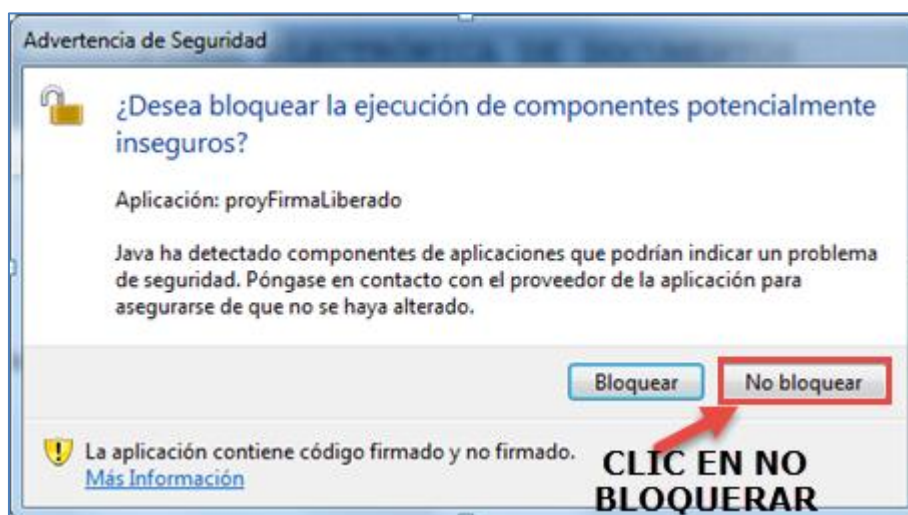 Advertencia de Seguridad
¿Desea bloquear la ejecución de componentes potencialmente
inseguros?
Aplicación: proyFirmaLiberado
Java ha detectado componentes de aplicaciones que podrían indicar un problema
de seguridad. Póngase en contacto con el proveedor de la aplicación para
asegurarse de que no se haya alterado.
Bloquear
No bloquear
La aplicación contiene código firmado y no firmado.
Más Información
CLIC EN NO
BLOQUERAR